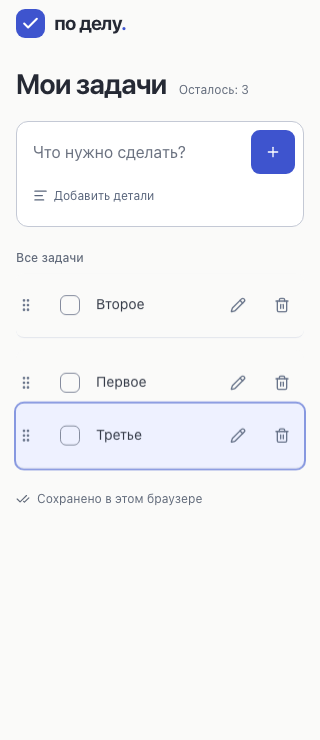 по делу.
Мои задачи Осталось: 3
Что нужно сделать?
Добавить детали
Все задачи
Второе
Первое
Третье
Сохранено в этом браузере